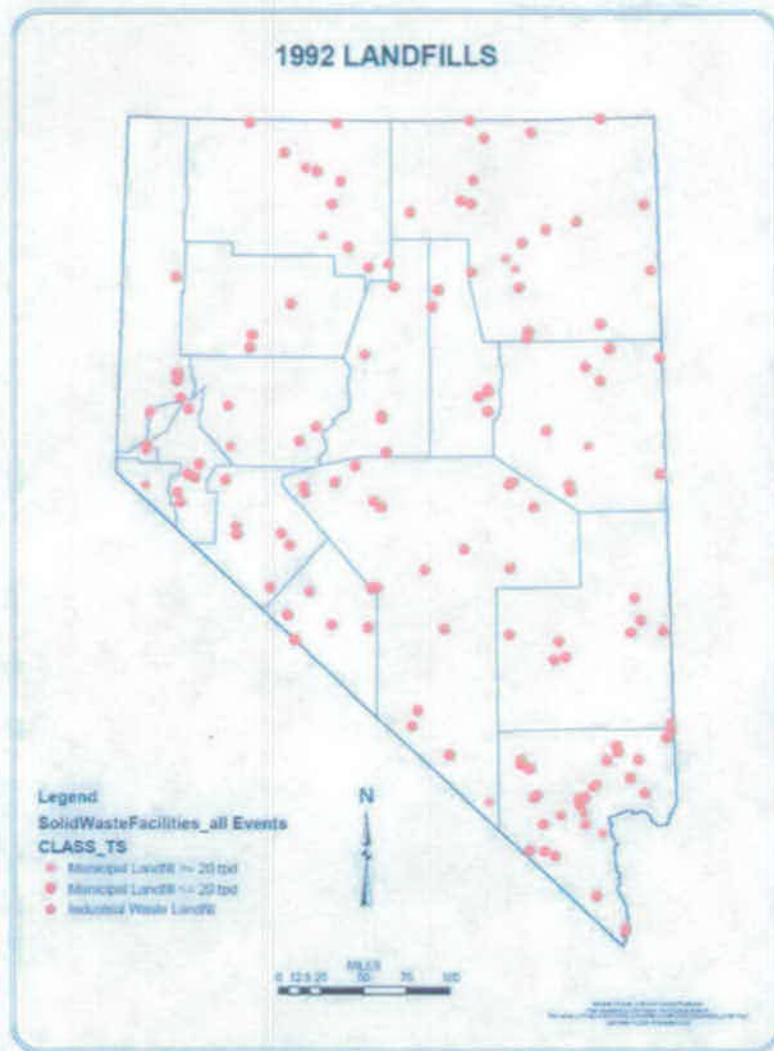 1992 LANDFILLS
Legend
SolidWasteFacilities_all Events
CLASS_TS
Municipal Landfill >= 20 tpd
Municipal Landfill <= 20 tpd
Industrial Waste Landfill
N
MILES
0 12.5 25 50 75 100